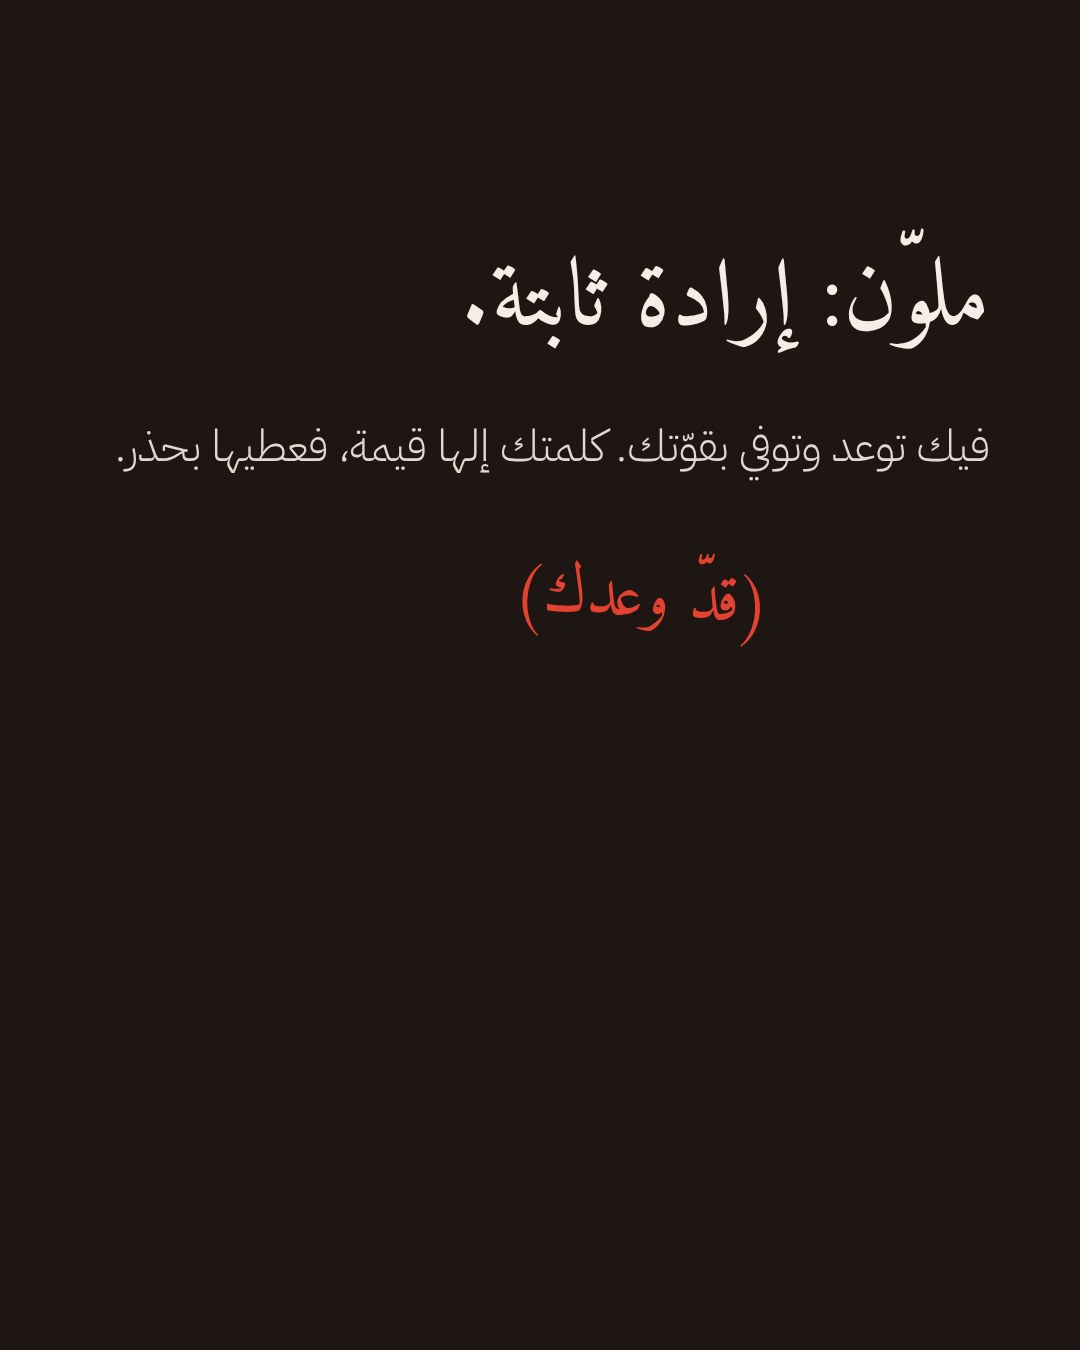 ملوّن: إرادة ثابتة.
فيك توعد وتوفي بقوّتك. كلمتك إلها قيمة، فعطيها بحذر.
(قدّ وعدك)